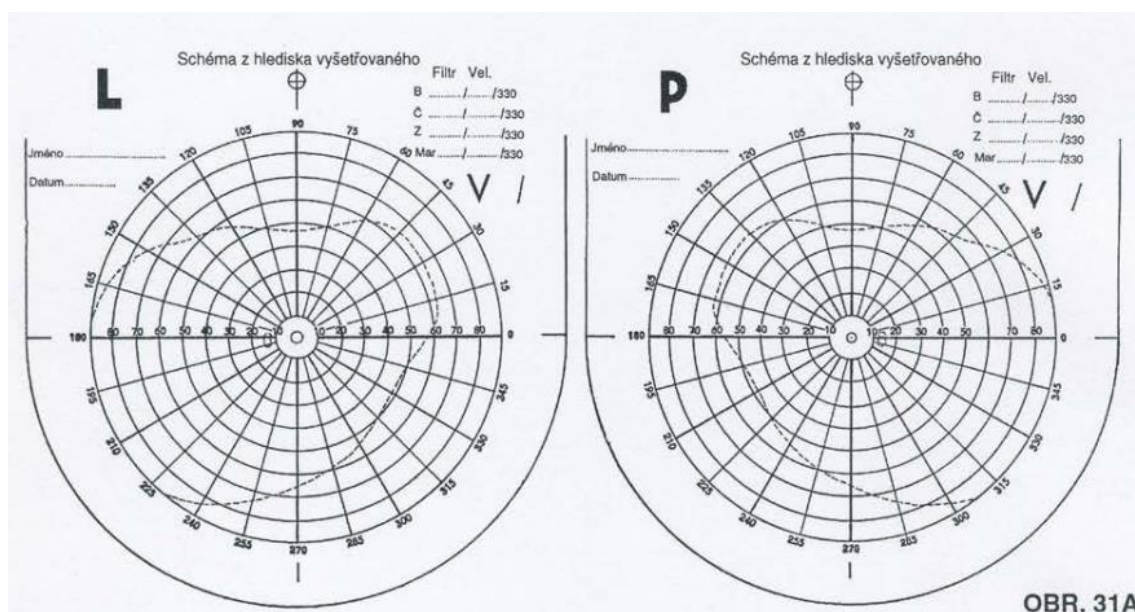 L
Schéma z hlediska vyšetřovaného
Filtr Vel.
B ......../......../330
Č ......../......../330
Z ......../......../330
Mar ......../......../330
Jméno........................
Datum...............
V /
90
105 75
120 60
135 45
150 30
165 15
180 80 70 60 50 40 30 20 10 10 20 30 40 50 60 70 80 0
195 345
210 330
225 315
240 300
255 285
270
P
Schéma z hlediska vyšetřovaného
Filtr Vel.
B ......../......../330
Č ......../......../330
Z ......../......../330
Mar ......../......../330
Jméno........................
Datum...............
V /
90
105 75
120 60
135 45
150 30
165 15
180 80 70 60 50 40 30 20 10 10 20 30 40 50 70 80 0
195 345
210 330
225 315
240 300
255 285
270
OBR. 31A